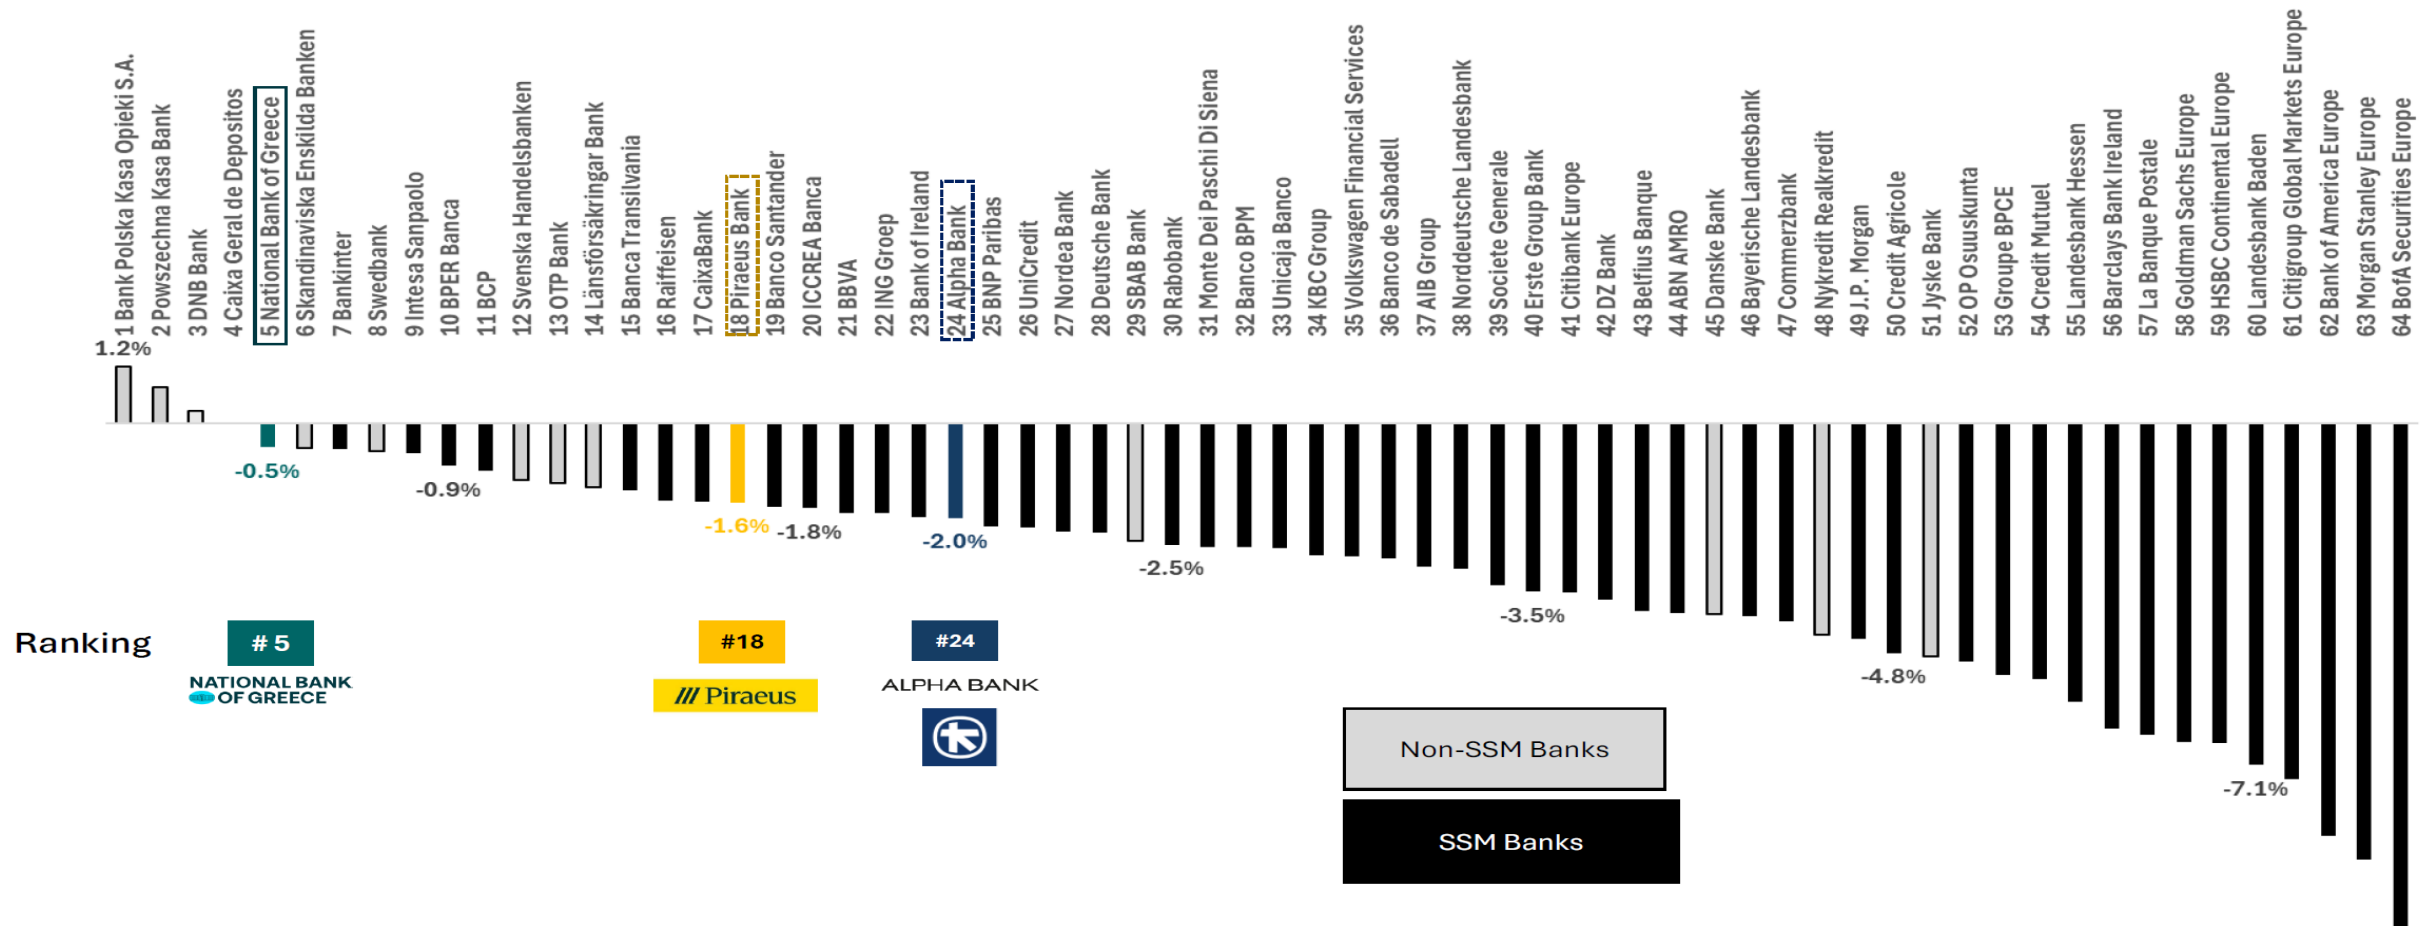 1 Bank Polska Kasa Opieki S.A.
2 Powszechna Kasa Bank
3 DNB Bank
4 Caixa Geral de Depositos
5 National Bank of Greece
6 Skandinaviska Enskilda Banken
7 Bankinter
8 Swedbank
9 Intesa Sanpaolo
10 BPER Banca
11 BCP
12 Svenska Handelsbanken
13 OTP Bank
14 Länsförsäkringar Bank
15 Banca Transilvania
16 Raiffeisen
17 CaixaBank
18 Piraeus Bank
19 Banco Santander
20 ICCREA Banca
21 BBVA
22 ING Groep
23 Bank of Ireland
24 Alpha Bank
25 BNP Paribas
26 UniCredit
27 Nordea Bank
28 Deutsche Bank
29 SBAB Bank
30 Rabobank
31 Monte Dei Paschi Di Siena
32 Banco BPM
33 Unicaja Banco
34 KBC Group
35 Volkswagen Financial Services
36 Banco de Sabadell
37 AIB Group
38 Norddeutsche Landesbank
39 Societe Generale
40 Erste Group Bank
41 Citibank Europe
42 DZ Bank
43 Belfius Banque
44 ABN AMRO
45 Danske Bank
46 Bayerische Landesbank
47 Commerzbank
48 Nykredit Realkredit
49 J.P. Morgan
50 Credit Agricole
51 Jyske Bank
52 OP Osuuskunta
53 Groupe BPCE
54 Credit Mutuel
55 Landesbank Hessen
56 Barclays Bank Ireland
57 La Banque Postale
58 Goldman Sachs Europe
59 HSBC Continental Europe
60 Landesbank Baden
61 Citigroup Global Markets Europe
62 Bank of America Europe
63 Morgan Stanley Europe
64 BofA Securities Europe
1.2%
-0.5%
-0.9%
-1.6%
-1.8%
-2.0%
-2.5%
-3.5%
-4.8%
-7.1%
Ranking
# 5
#18
#24
NATIONAL BANK
OF GREECE
Piraeus
ALPHA BANK
Non-SSM Banks
SSM Banks